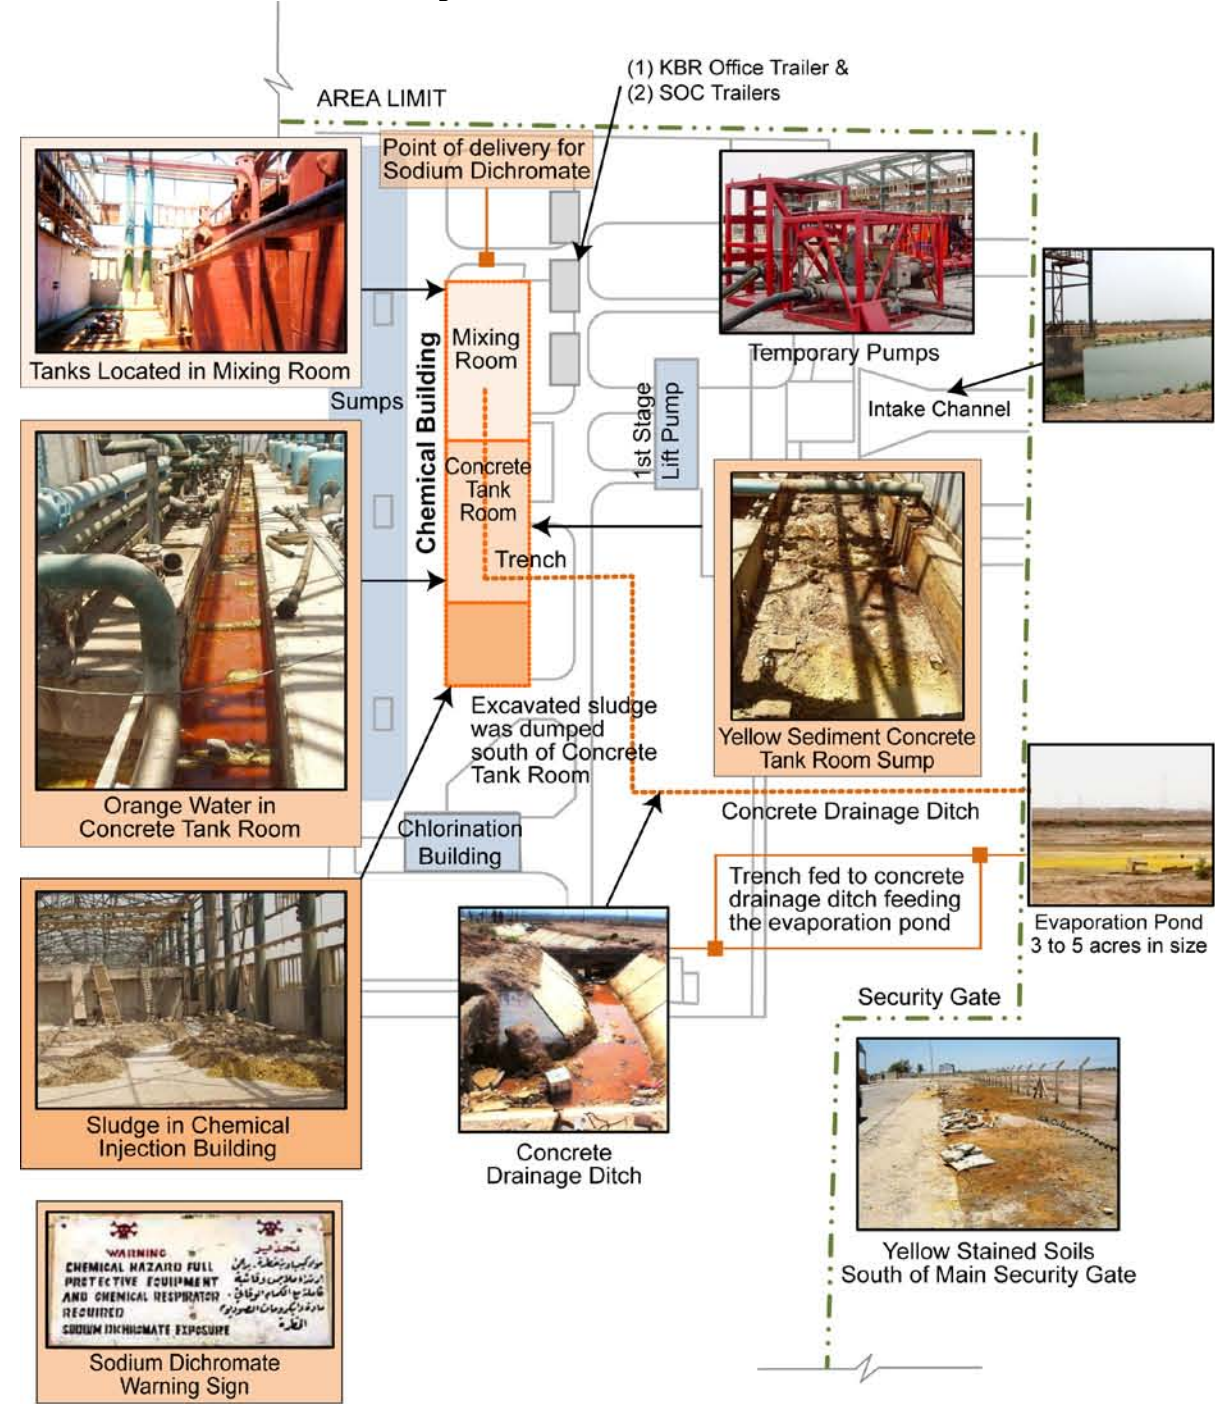 (1) KBR Office Trailer &
(2) SOC Trailers
AREA LIMIT
Point of delivery for
Sodium Dichromate
Tanks Located in Mixing Room
Mixing
Room
Chemical Building
Sumps
Temporary Pumps
Intake Channel
1st Stage
Lift Pump
Concrete
Tank
Room
Trench
Orange Water in
Concrete Tank Room
Excavated sludge
was dumped
south of Concrete
Tank Room
Yellow Sediment Concrete
Tank Room Sump
Concrete Drainage Ditch
Chlorination
Building
Trench fed to concrete
drainage ditch feeding
the evaporation pond
Evaporation Pond
3 to 5 acres in size
Security Gate
Sludge in Chemical
Injection Building
Concrete
Drainage Ditch
Yellow Stained Soils
South of Main Security Gate
WARNING
CHEMICAL HAZARD FULL
PROTECTIVE EQUIPMENT
AND CHEMICAL RESPIRATOR
REQUIRED
SODIUM DICHROMATE EXPOSURE
تحذير
Sodium Dichromate
Warning Sign